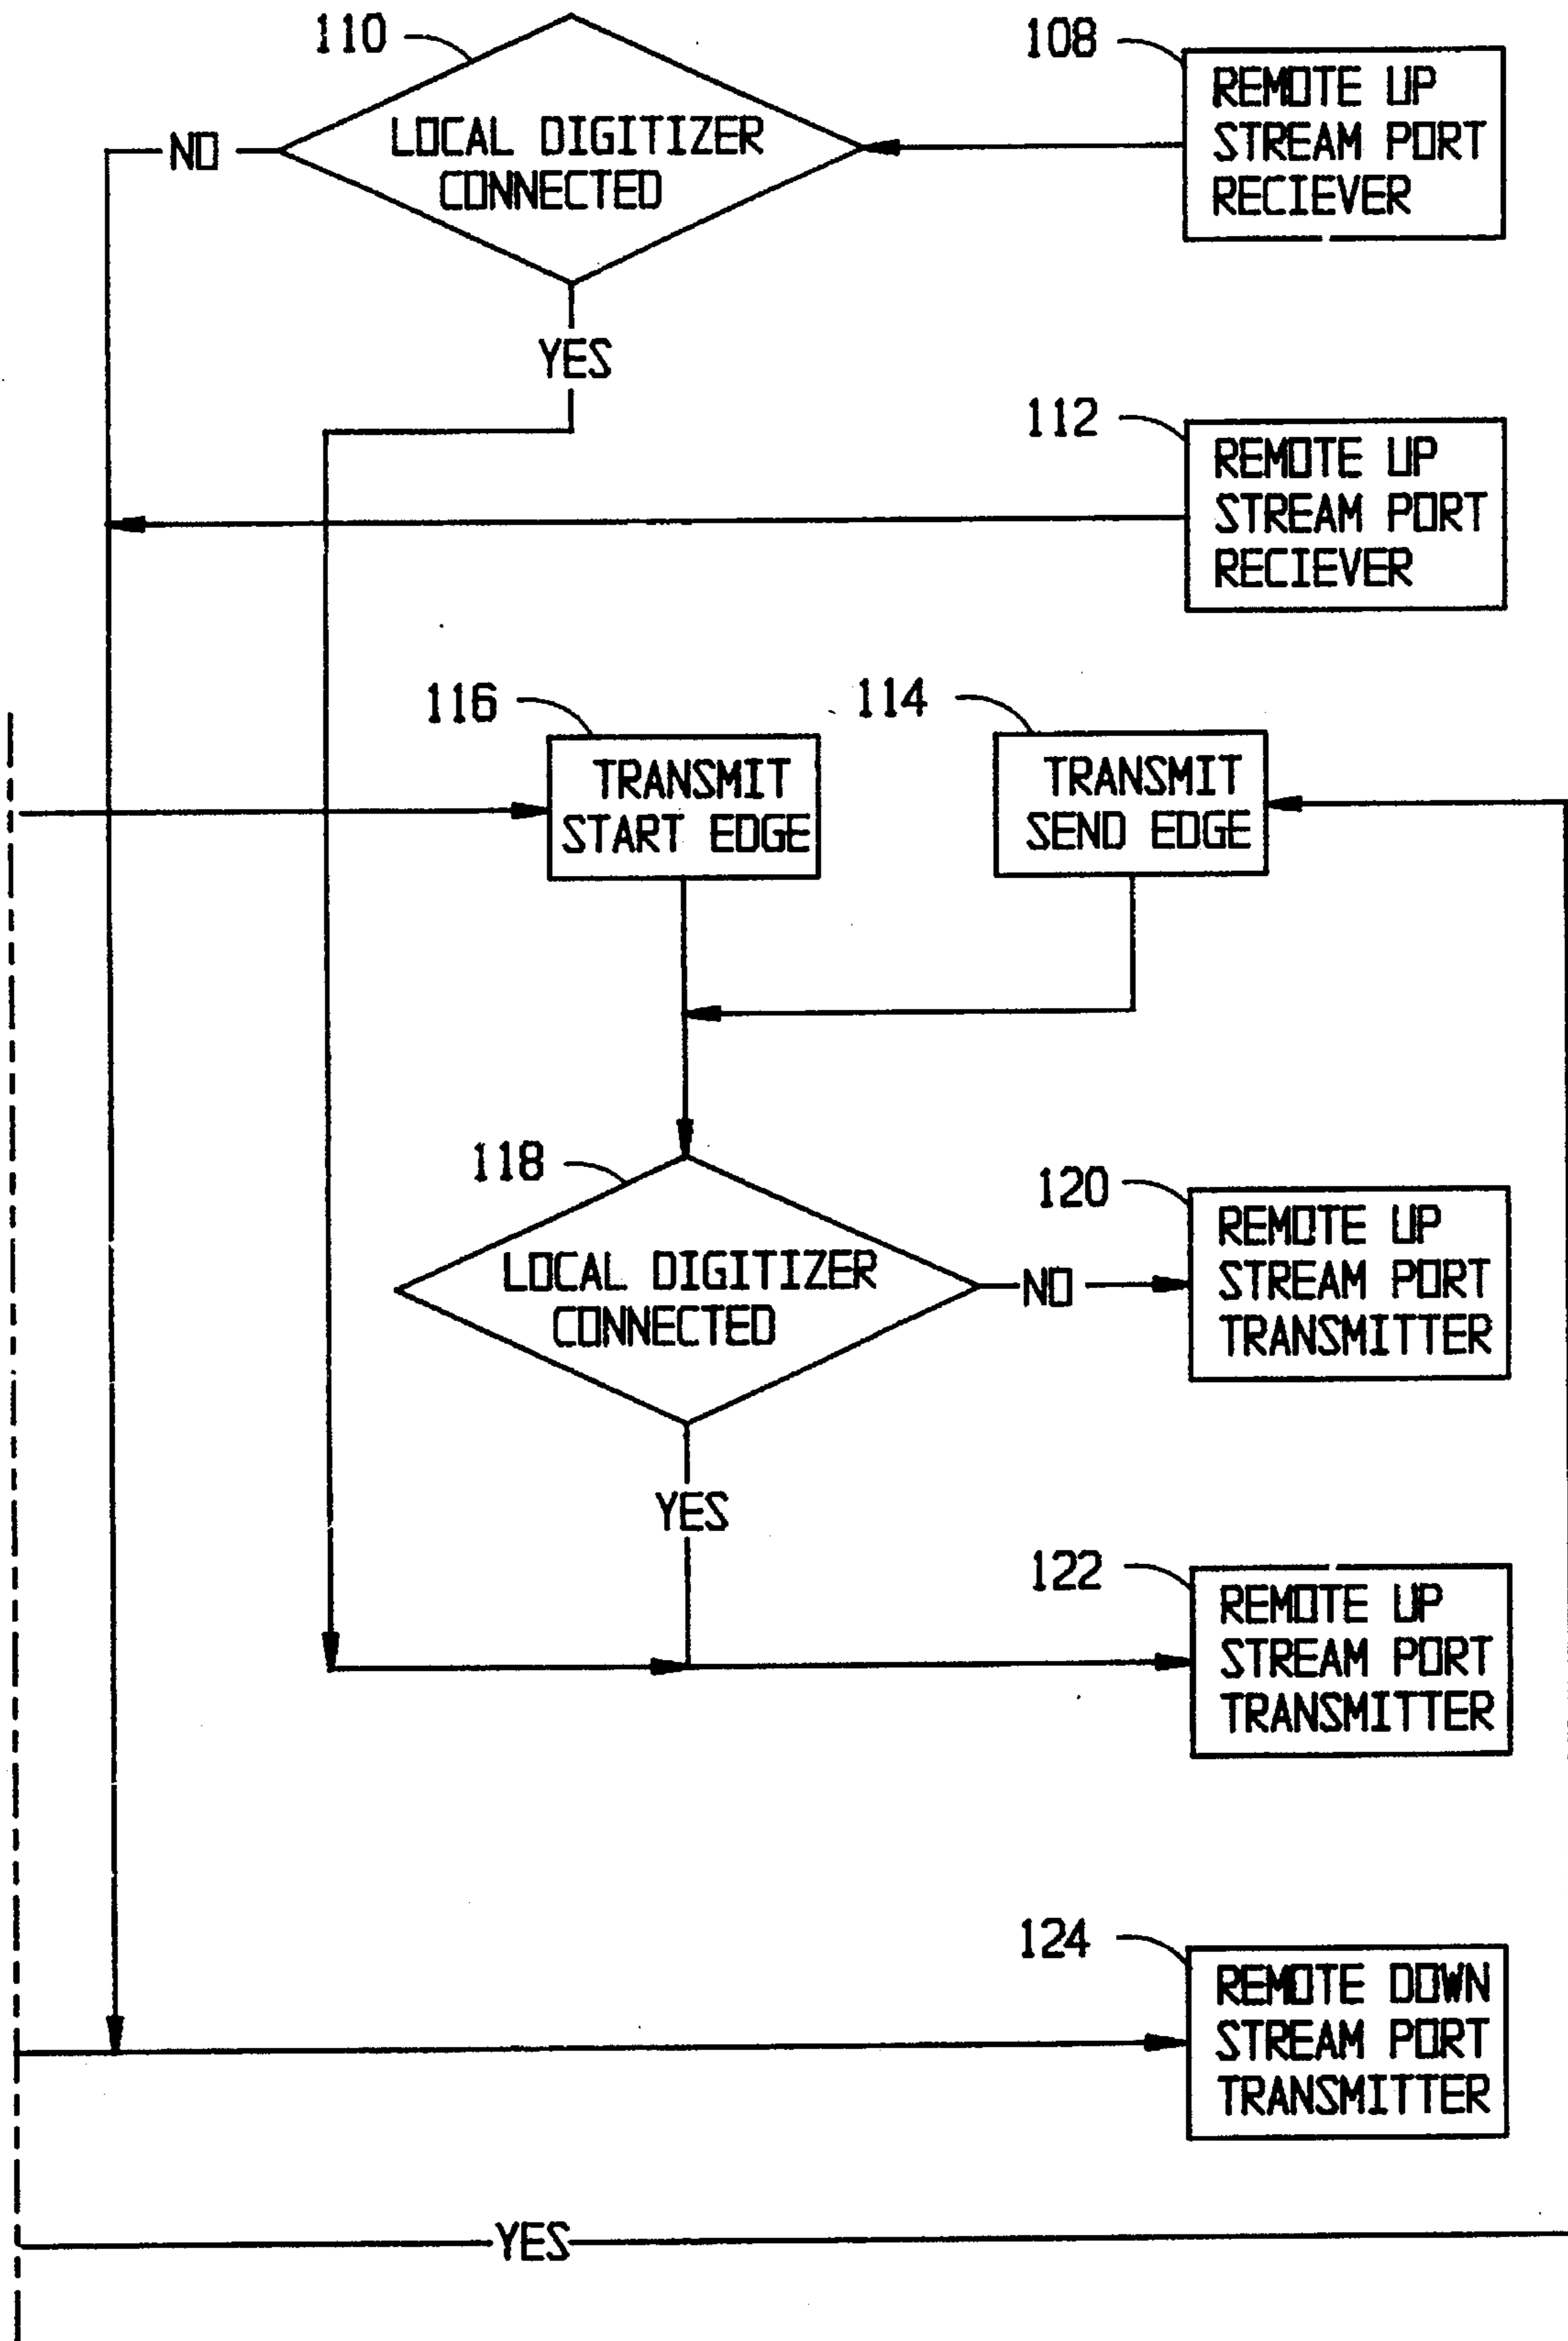 110
108
LOCAL DIGITIZER
CONNECTED
NO
YES
REMOTE UP
STREAM PORT
RECIEVER
112
REMOTE UP
STREAM PORT
RECIEVER
116
TRANSMIT
START EDGE
114
TRANSMIT
SEND EDGE
118
LOCAL DIGITIZER
CONNECTED
NO
YES
120
REMOTE UP
STREAM PORT
TRANSMITTER
122
REMOTE UP
STREAM PORT
TRANSMITTER
124
REMOTE DOWN
STREAM PORT
TRANSMITTER
YES